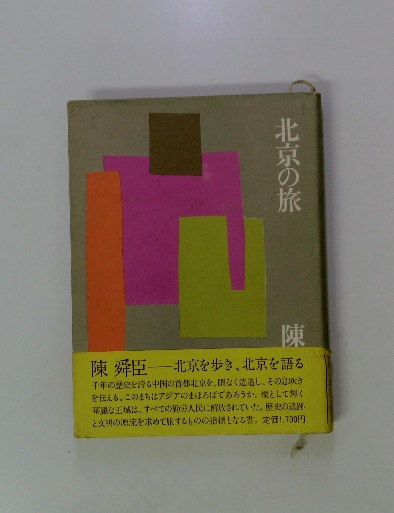 北京の旅
陳
陳 舜臣──北京を歩き、北京を語る
千年の歴史を誇る中国の首都北京を、限なく逍遥し、その息吹き
を伝える。このまちはアジアのまほろばであろうか。燦として輝く
華麗な王城は、すべての勤労人民に解放されていた。歴史の遺跡
と文明の源流を求めて旅するものの指標となる書。定価1,700円